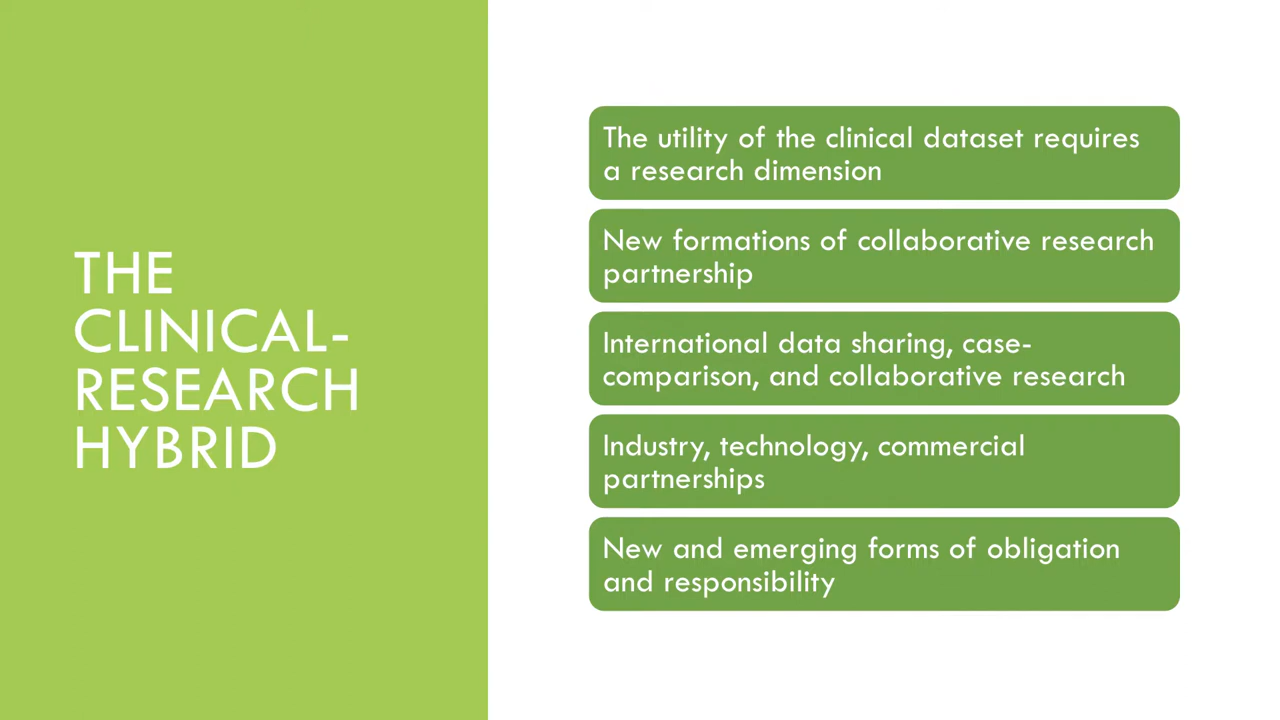 THE
CLINICAL-
RESEARCH
HYBRID
The utility of the clinical dataset requires
a research dimension
New formations of collaborative research
partnership
International data sharing, case-
comparison, and collaborative research
Industry, technology, commercial
partnerships
New and emerging forms of obligation
and responsibility